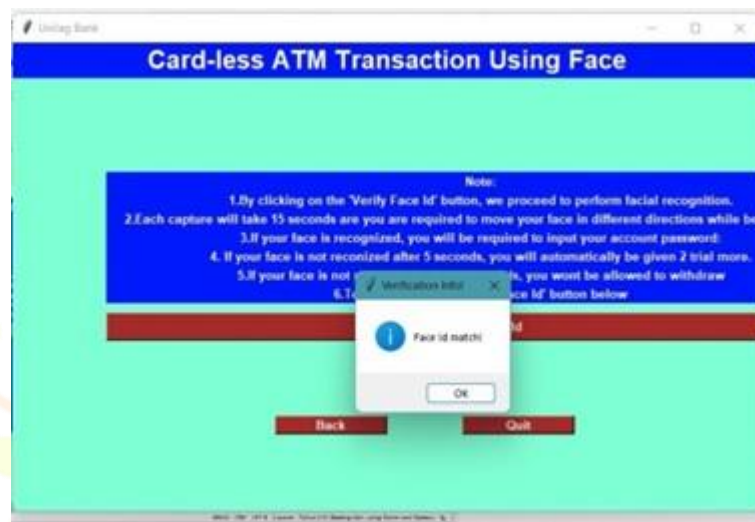 Unilag Bank
Card-less ATM Transaction Using Face
Note:
1.By clicking on the 'Verify Face Id' button, we proceed to perform facial recognition.
2.Each capture will take 15 seconds are you are required to move your face in different directions while be
3.If your face is recognized, you will be required to input your account password:
4. If your face is not reconized after 5 seconds, you will automatically be given 2 trial more.
5.If your face is not s, you wont be allowed to withdraw
6.T ace Id' button below
Id
Verification Info!
Face Id match!
OK
Back
Quit